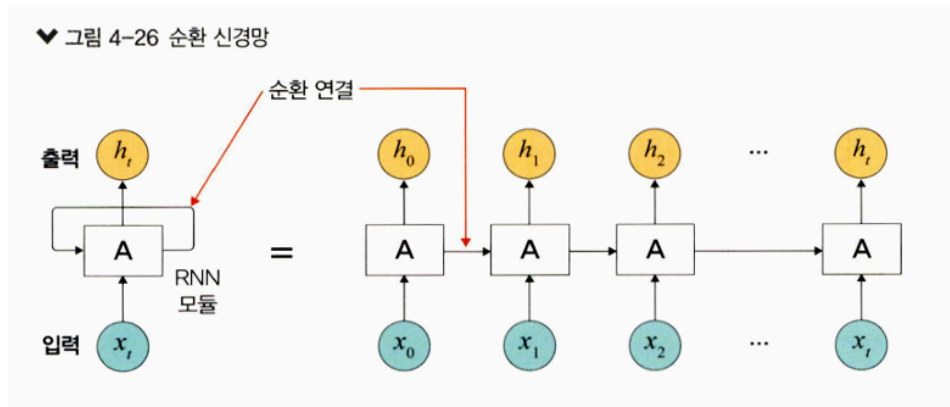 그림 4-26 순환 신경망
순환 연결
출력 h_t h_0 h_1 h_2 ... h_t
A = A A A A
RNN
모듈
입력 x_t x_0 x_1 x_2 ... x_t